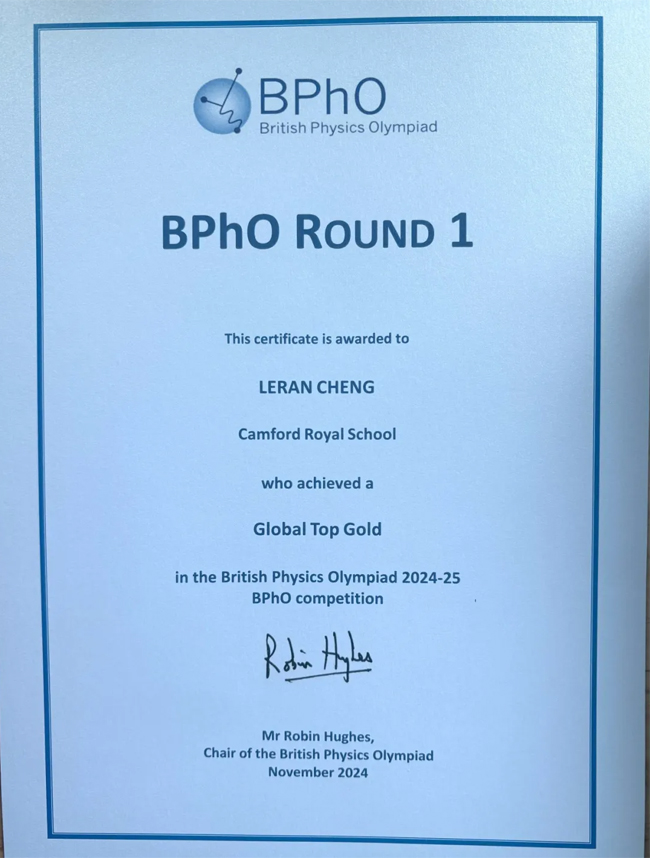 BPhO
British Physics Olympiad
BPhO ROUND 1
This certificate is awarded to
LERAN CHENG
Camford Royal School
who achieved a
Global Top Gold
in the British Physics Olympiad 2024-25
BPhO competition
Robin Hughes
Mr Robin Hughes,
Chair of the British Physics Olympiad
November 2024